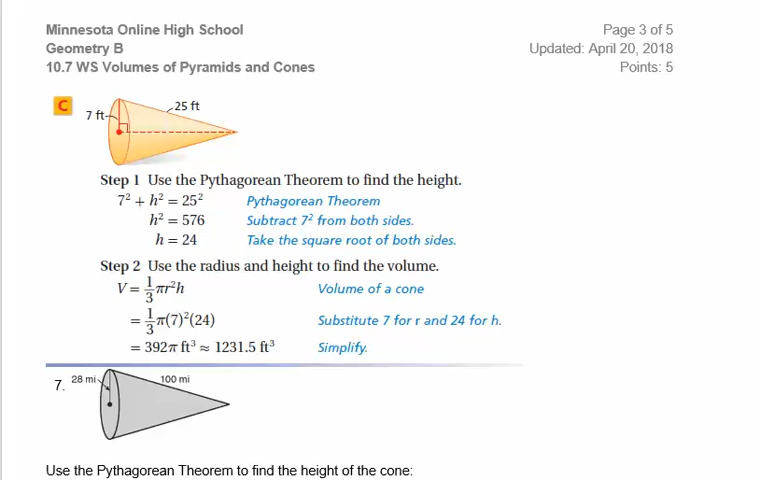 Minnesota Online High School Page 3 of 5
Geometry B Updated: April 20, 2018
10.7 WS Volumes of Pyramids and Cones Points: 5
C 7 ft 25 ft
Step 1 Use the Pythagorean Theorem to find the height.
7² + h² = 25² Pythagorean Theorem
h² = 576 Subtract 7² from both sides.
h = 24 Take the square root of both sides.
Step 2 Use the radius and height to find the volume.
V = 1/3 πr²h Volume of a cone
= 1/3 π(7)²(24) Substitute 7 for r and 24 for h.
= 392π ft³ ≈ 1231.5 ft³ Simplify.
7. 28 mi 100 mi
Use the Pythagorean Theorem to find the height of the cone: